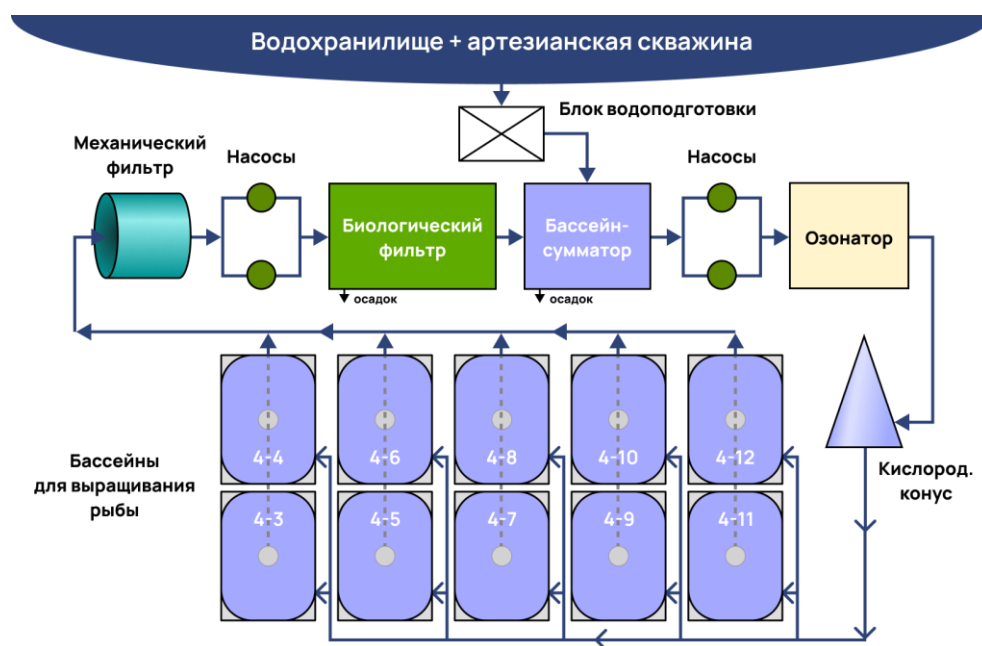 Водохранилище + артезианская скважина
Блок водоподготовки
Механический
фильтр
Насосы
Насосы
Биологический
фильтр
Бассейн-
сумматор
Озонатор
осадок
осадок
4-4
4-6
4-8
4-10
4-12
Бассейны
для выращивания
рыбы
Кислород.
конус
4-3
4-5
4-7
4-9
4-11